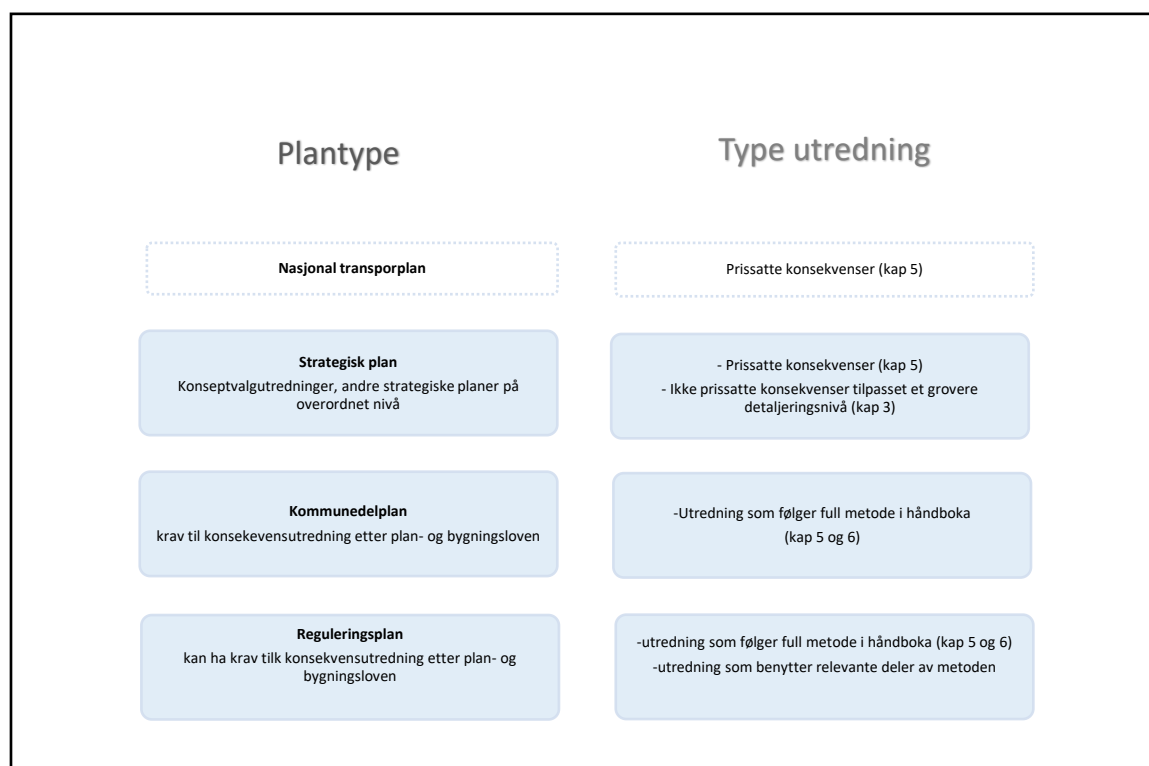 Plantype
Type utredning
Nasjonal transporplan
Prissatte konsekvenser (kap 5)
Strategisk plan
Konseptvalgutredninger, andre strategiske planer på
overordnet nivå
- Prissatte konsekvenser (kap 5)
- Ikke prissatte konsekvenser tilpasset et grovere
detaljeringsnivå (kap 3)
Kommunedelplan
krav til konsekevensutredning etter plan- og bygningsloven
-Utredning som følger full metode i håndboka
(kap 5 og 6)
Reguleringsplan
kan ha krav tilk konsekvensutredning etter plan- og
bygningsloven
-utredning som følger full metode i håndboka (kap 5 og 6)
-utredning som benytter relevante deler av metoden